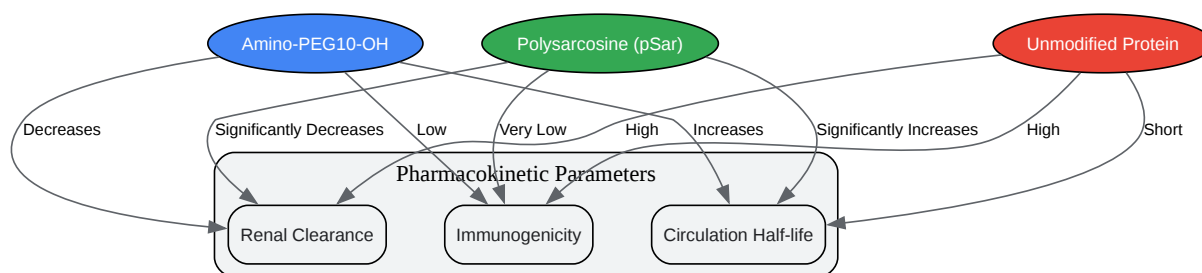 Amino-PEG10-OH
Polysarcosine (pSar)
Unmodified Protein
Decreases
Significantly Decreases
Low
Very Low
High
Increases
Significantly Increases
High
Short
Pharmacokinetic Parameters
Renal Clearance
Immunogenicity
Circulation Half-life